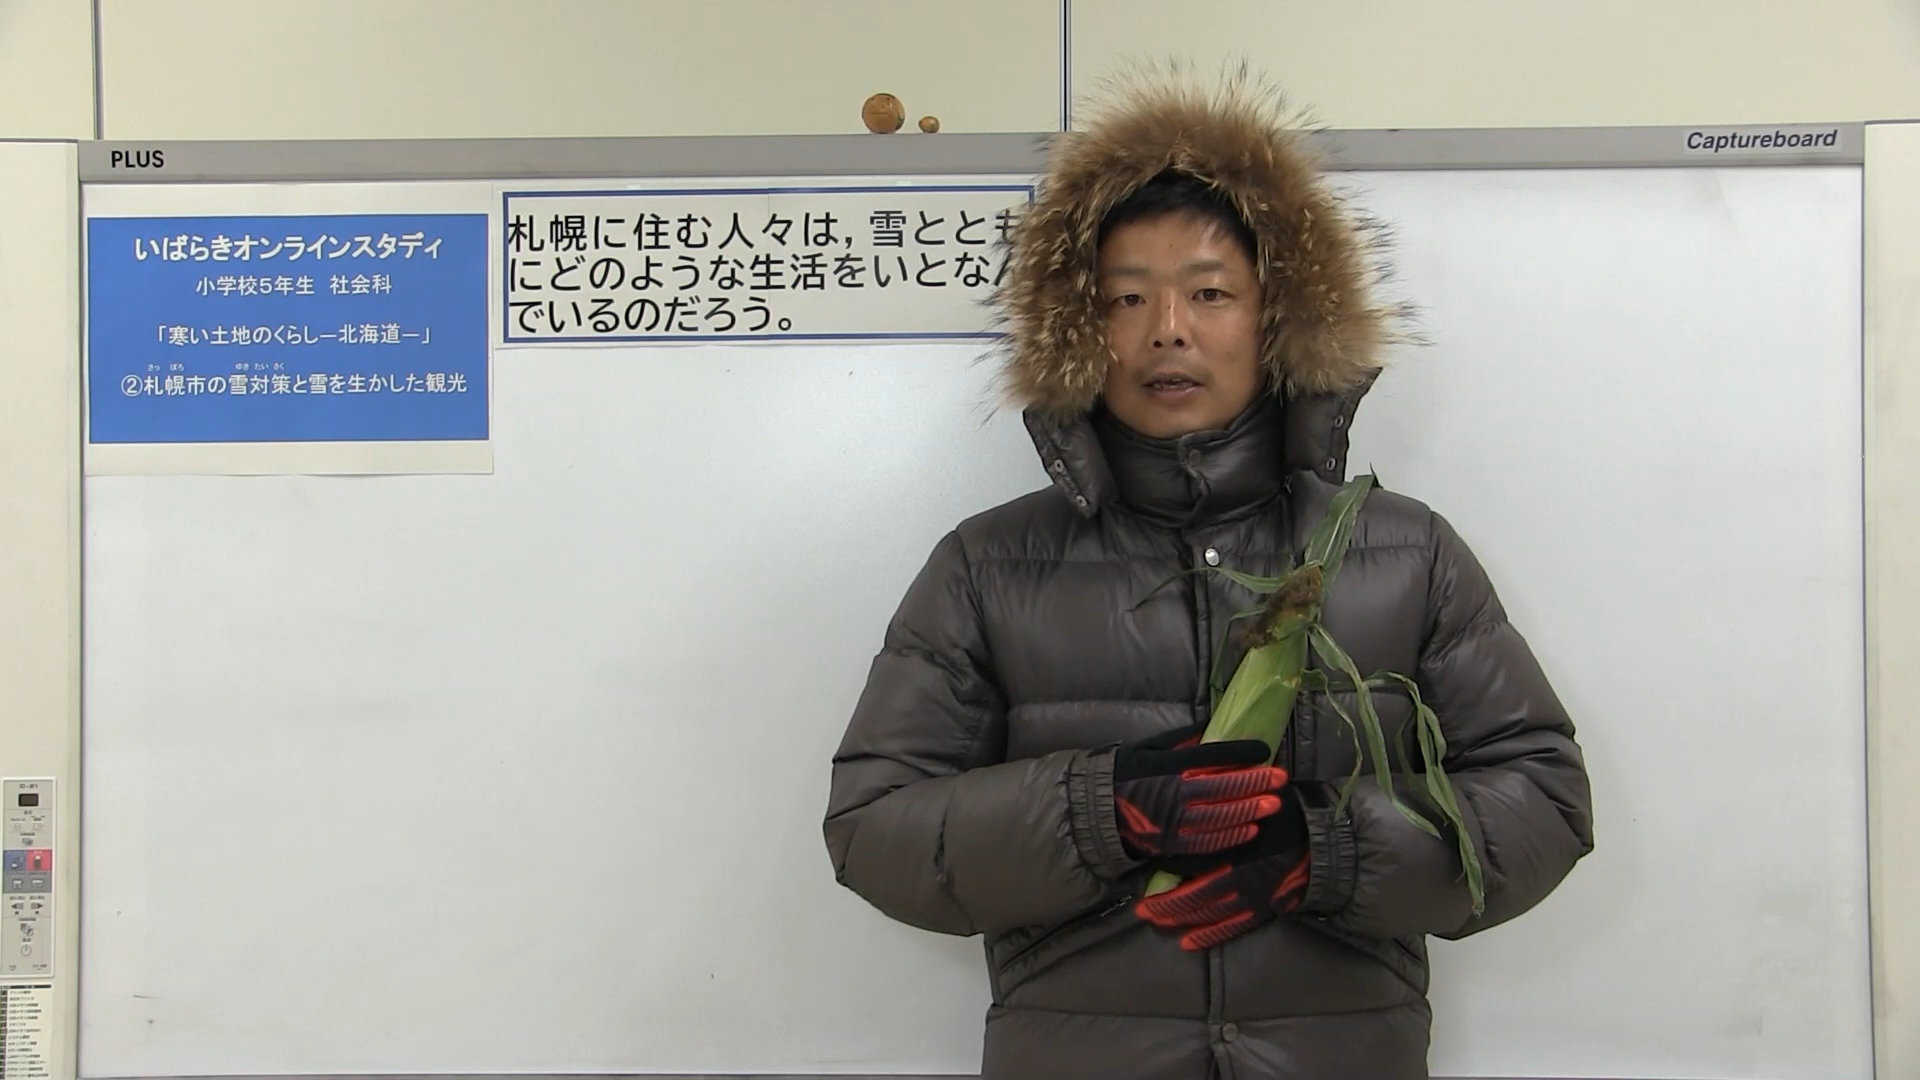 PLUS
Captureboard
いばらきオンラインスタディ
小学校5年生 社会科
「寒い土地のくらし―北海道―」
さっ ぽろ ゆき たい さく
②札幌市の雪対策と雪を生かした観光
札幌に住む人々は,雪ととも
にどのような生活をいとなん
でいるのだろう。